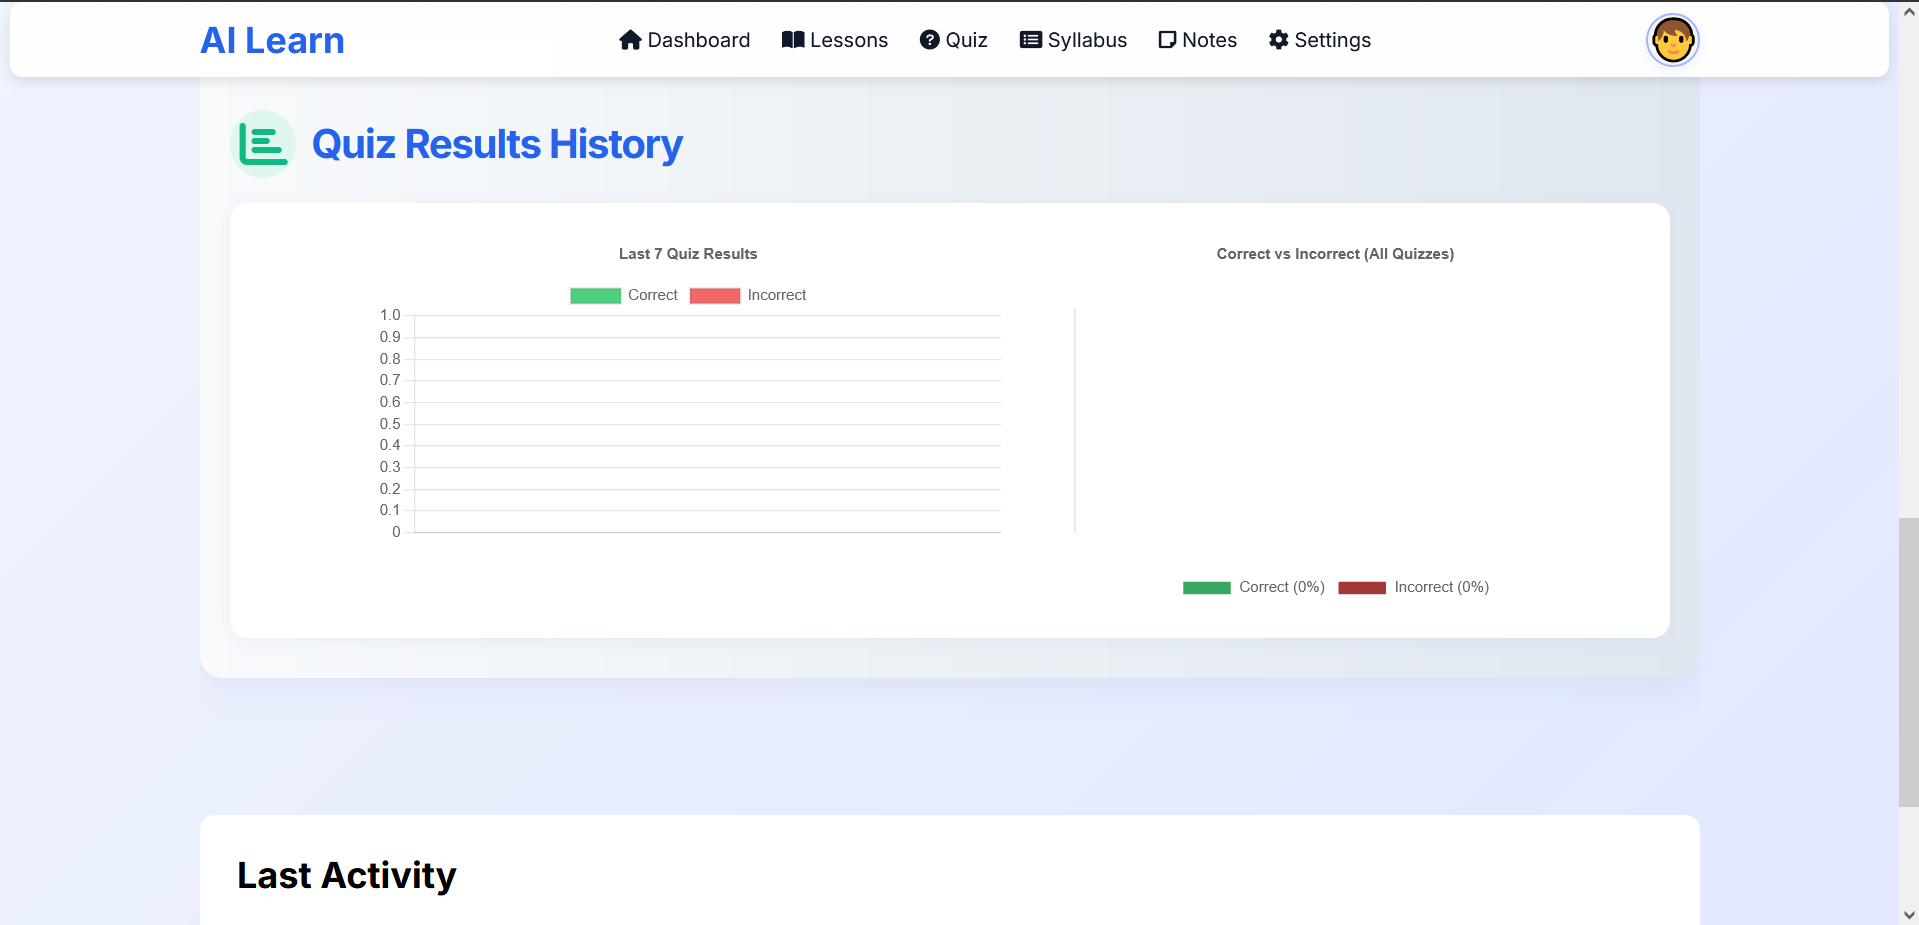 AI Learn
Dashboard
Lessons
Quiz
Syllabus
Notes
Settings
Quiz Results History
Last 7 Quiz Results
Correct
Incorrect
1.0
0.9
0.8
0.7
0.6
0.5
0.4
0.3
0.2
0.1
0
Correct vs Incorrect (All Quizzes)
Correct (0%)
Incorrect (0%)
Last Activity